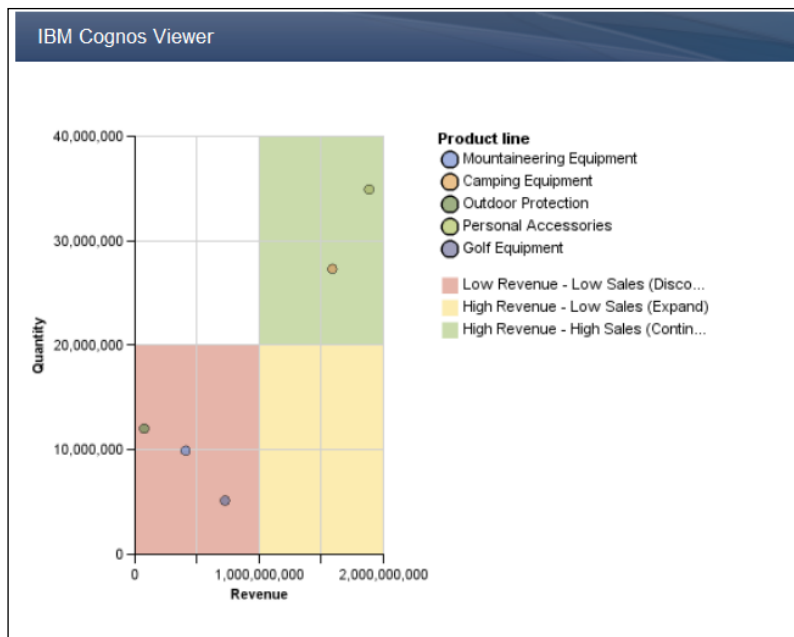 IBM Cognos Viewer
40,000,000
30,000,000
20,000,000
10,000,000
0
Quantity
0
1,000,000,000
2,000,000,000
Revenue
Product line
Mountaineering Equipment
Camping Equipment
Outdoor Protection
Personal Accessories
Golf Equipment
Low Revenue - Low Sales (Disco...
High Revenue - Low Sales (Expand)
High Revenue - High Sales (Contin...